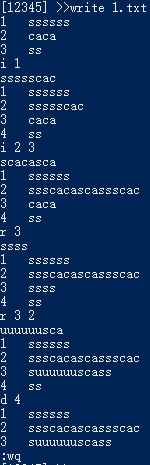 [12345] >>write 1.txt
1   ssssss
2   caca
3   ss
i 1
ssssscac
1   ssssss
2   ssssscac
3   caca
4   ss
i 2 3
scacasca
1   ssssss
2   ssscacascassscac
3   caca
4   ss
r 3
ssss
1   ssssss
2   ssscacascassscac
3   ssss
4   ss
r 3 2
uuuuuusca
1   ssssss
2   ssscacascassscac
3   suuuuuuscass
4   ss
d 4
1   ssssss
2   ssscacascassscac
3   suuuuuuscass
:wq